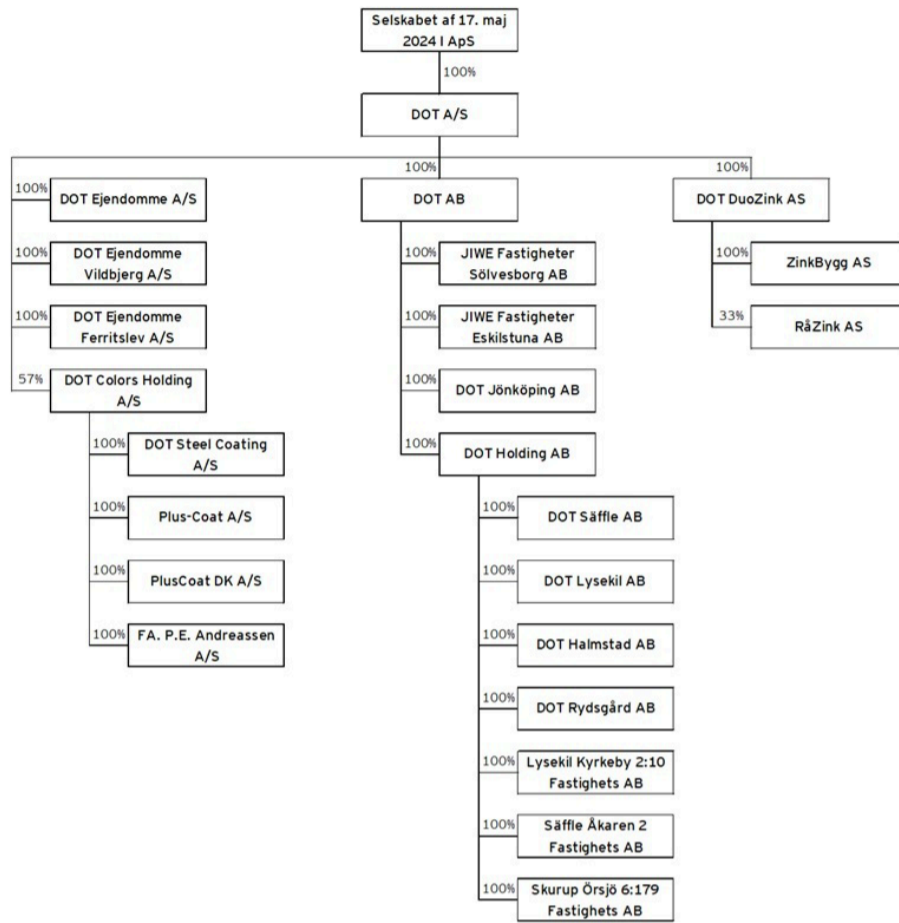 Selskabet af 17. maj
2024 I ApS
100%
DOT A/S
100%
100%
100%
DOT Ejendomme A/S
DOT AB
DOT DuoZink AS
100%
DOT Ejendomme
Vildbjerg A/S
100%
DOT Ejendomme
Ferritslev A/S
57%
DOT Colors Holding
A/S
100%
DOT Steel Coating
A/S
100%
Plus-Coat A/S
100%
PlusCoat DK A/S
100%
FA. P.E. Andreassen
A/S
100%
JIWE Fastigheter
Sölvesborg AB
100%
JIWE Fastigheter
Eskilstuna AB
100%
DOT Jönköping AB
100%
DOT Holding AB
100%
DOT Säffle AB
100%
DOT Lysekil AB
100%
DOT Halmstad AB
100%
DOT Rydsgård AB
100%
Lysekil Kyrkeby 2:10
Fastighets AB
100%
Säffle Åkaren 2
Fastighets AB
100%
Skurup Örsjö 6:179
Fastighets AB
100%
ZinkBygg AS
33%
RåZink AS